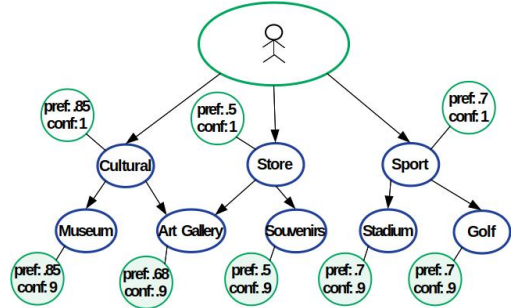 pref: .85
conf: 1
pref: .5
conf: 1
pref: .7
conf: 1
Cultural
Store
Sport
Museum
Art Gallery
Souvenirs
Stadium
Golf
pref: .85
conf: 9
pref: .68
conf: .9
pref: .5
conf: .9
pref: .7
conf: .9
pref: .7
conf: .9